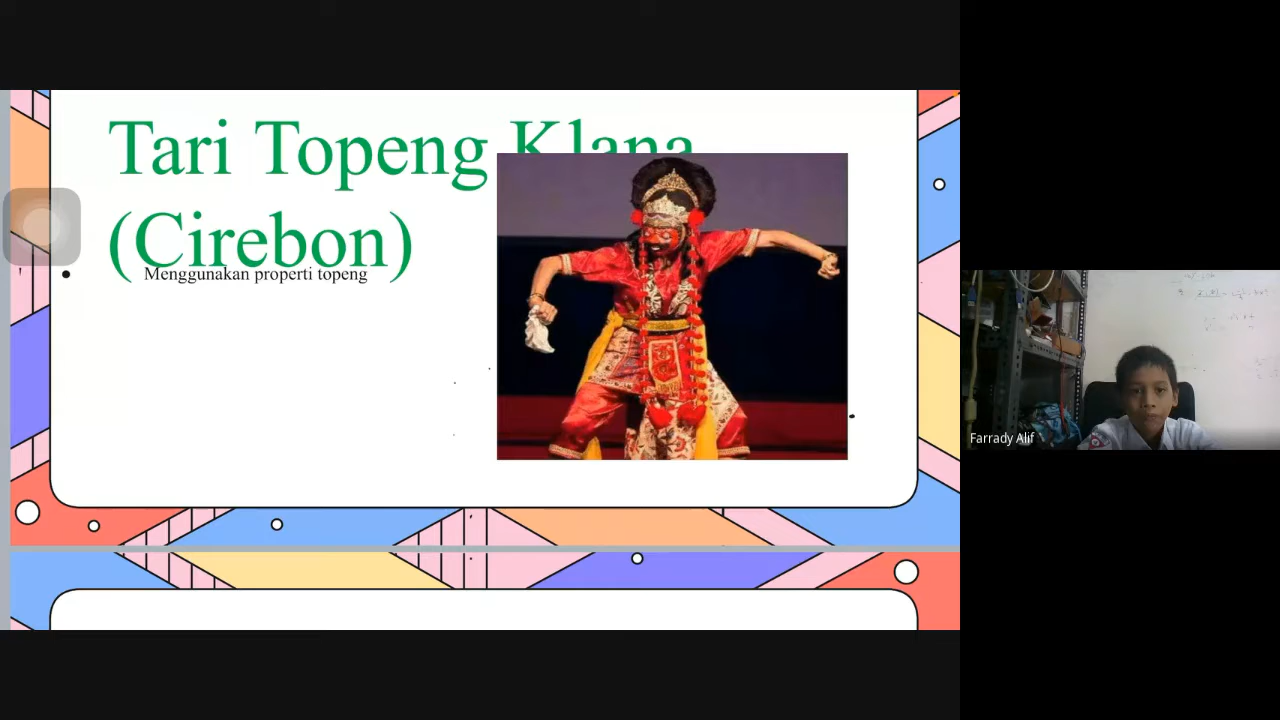 Tari Topeng Klana
(Cirebon)
Menggunakan properti topeng
Farrady Alif